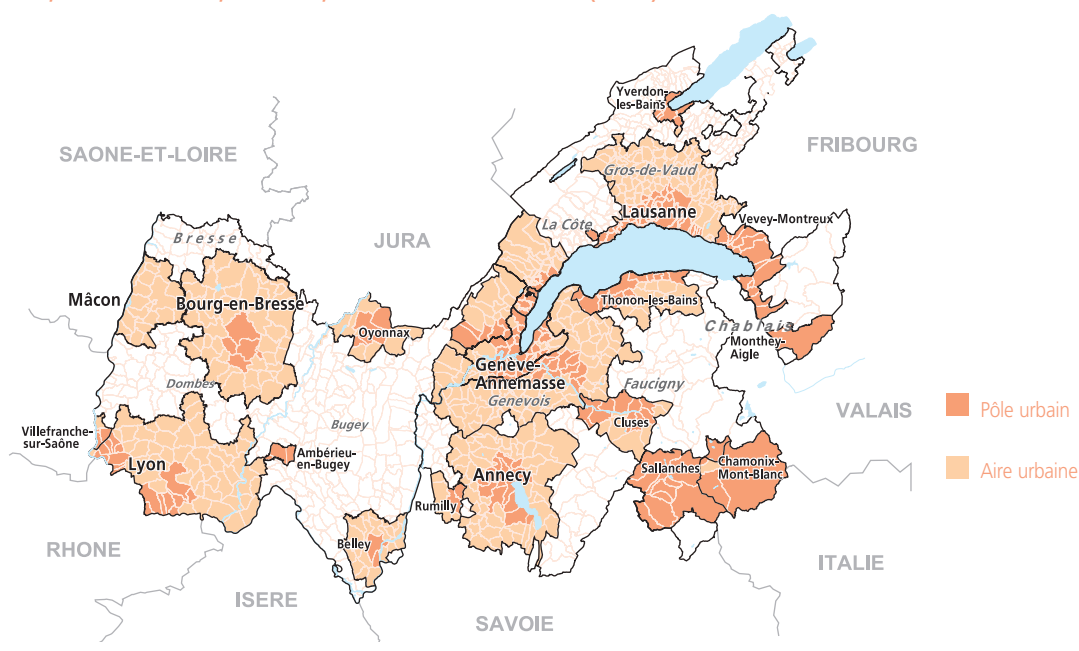 Yverdon-
les-Bains
SAONE-ET-LOIRE
FRIBOURG
Gros-de-Vaud
Lausanne
Vevey-Montreux
La Côte
Bresse
JURA
Mâcon
Bourg-en-Bresse
Thonon-les-Bains
Oyonnax
Chablais
Monthey-
Aigle
Genève-
Annemasse
Genevois
Dombes
Faucigny
VALAIS
Pôle urbain
Bugey
Cluses
Villefranche-
sur-Saône
Lyon
Ambérieu-
en-Bugey
Annecy
Sallanches
Chamonix-
Mont-Blanc
Aire urbaine
Rumilly
Belley
RHONE
ITALIE
ISERE
SAVOIE